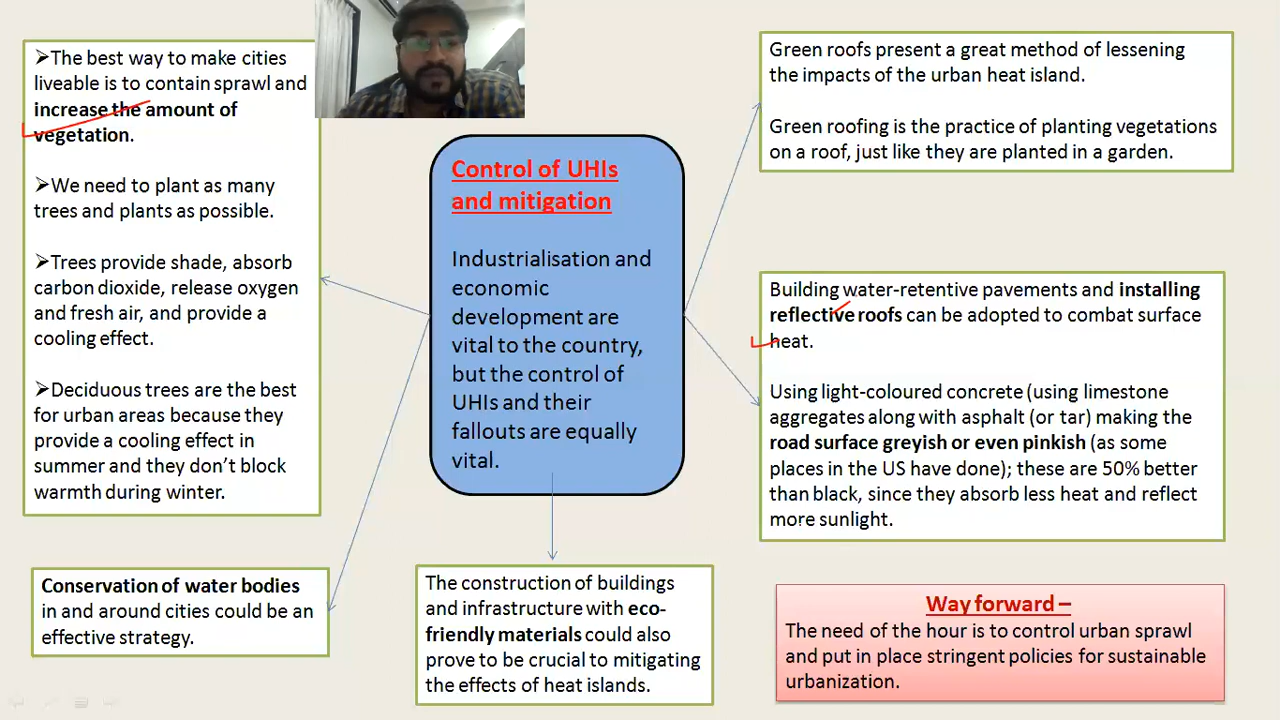 ➢The best way to make cities
liveable is to contain sprawl and
increase the amount of
vegetation.
➢We need to plant as many
trees and plants as possible.
➢Trees provide shade, absorb
carbon dioxide, release oxygen
and fresh air, and provide a
cooling effect.
➢Deciduous trees are the best
for urban areas because they
provide a cooling effect in
summer and they don’t block
warmth during winter.
Conservation of water bodies
in and around cities could be an
effective strategy.
Control of UHIs
and mitigation
Industrialisation and
economic
development are
vital to the country,
but the control of
UHIs and their
fallouts are equally
vital.
The construction of buildings
and infrastructure with eco-
friendly materials could also
prove to be crucial to mitigating
the effects of heat islands.
Green roofs present a great method of lessening
the impacts of the urban heat island.
Green roofing is the practice of planting vegetations
on a roof, just like they are planted in a garden.
Building water-retentive pavements and installing
reflective roofs can be adopted to combat surface
heat.
Using light-coloured concrete (using limestone
aggregates along with asphalt (or tar) making the
road surface greyish or even pinkish (as some
places in the US have done); these are 50% better
than black, since they absorb less heat and reflect
more sunlight.
Way forward –
The need of the hour is to control urban sprawl
and put in place stringent policies for sustainable
urbanization.